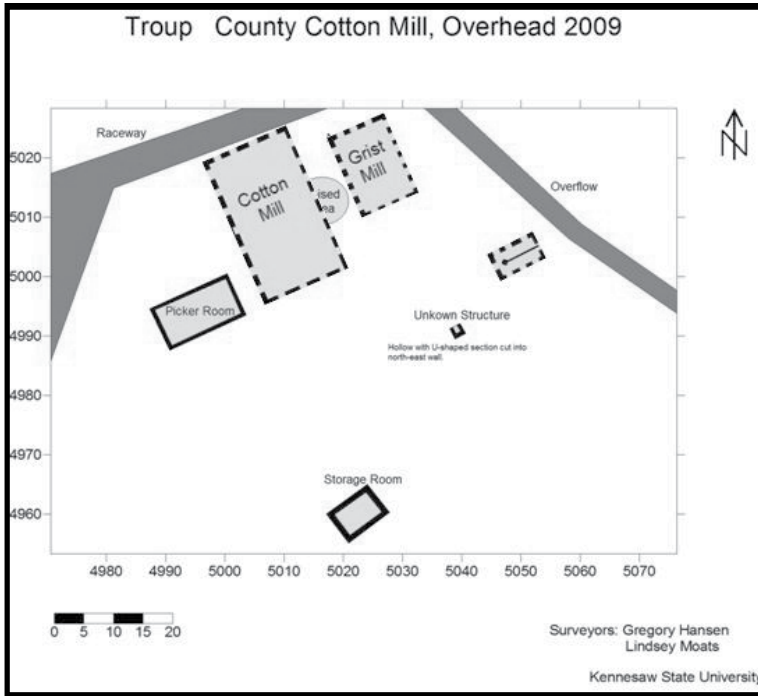 Troup County Cotton Mill, Overhead 2009
Raceway
Overflow
Cotton
Mill
Grist
Mill
Picker Room
Unkown Structure
Hollow with U-shaped section cut into
north-east wall.
Storage Room
5020
5010
5000
4990
4980
4970
4960
4980 4990 5000 5010 5020 5030 5040 5050 5060 5070
0 5 10 15 20
N
Surveyors: Gregory Hansen
Lindsey Moats
Kennesaw State University